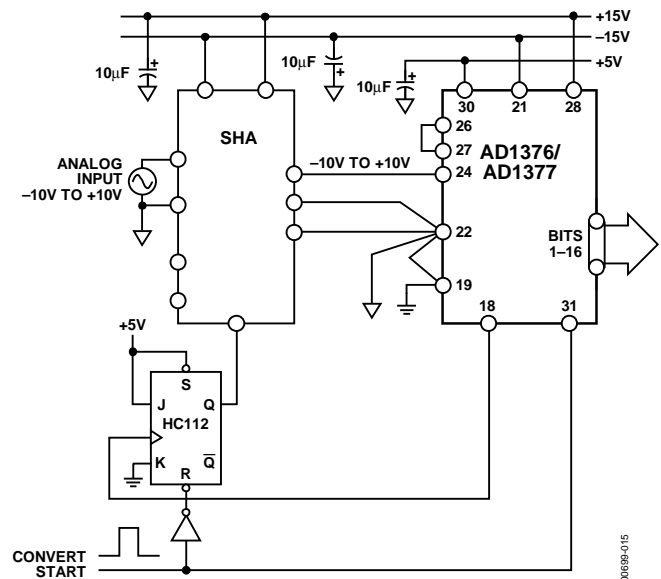 +15V
–15V
+5V
10µF
10µF
10µF
30
21
28
SHA
26
27
AD1376/
AD1377
ANALOG
INPUT
–10V TO +10V
–10V TO +10V
24
22
BITS
1–16
19
18
31
+5V
S
J
Q
HC112
K
Q
R
CONVERT
START
00699-015